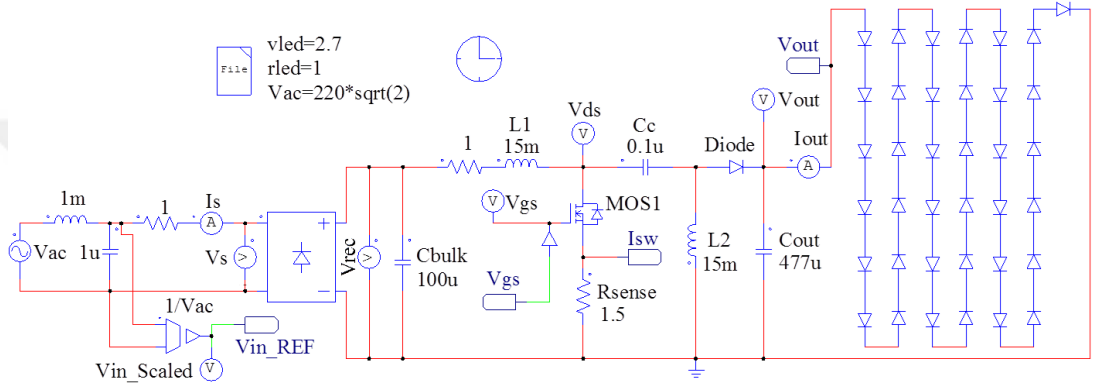 File
vled=2.7
rled=1
Vac=220*sqrt(2)
Vout
V
Vout
Iout
A
Vds
V
Cc
0.1u
Diode
1
L1
15m
V
Vgs
MOS1
Isw
Vgs
Rsense
1.5
L2
15m
Cout
477u
1m
1
Is
A
Vac
1u
Vs
V
Vrec
V
Cbulk
100u
1/Vac
Vin_REF
Vin_Scaled
V